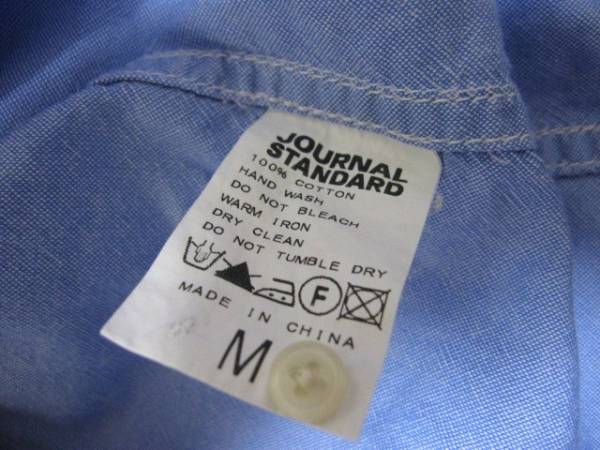 JOURNAL
STANDARD
100% COTTON
HAND WASH
DO NOT BLEACH
WARM IRON
DRY CLEAN
DO NOT TUMBLE DRY
F
MADE IN CHINA
M